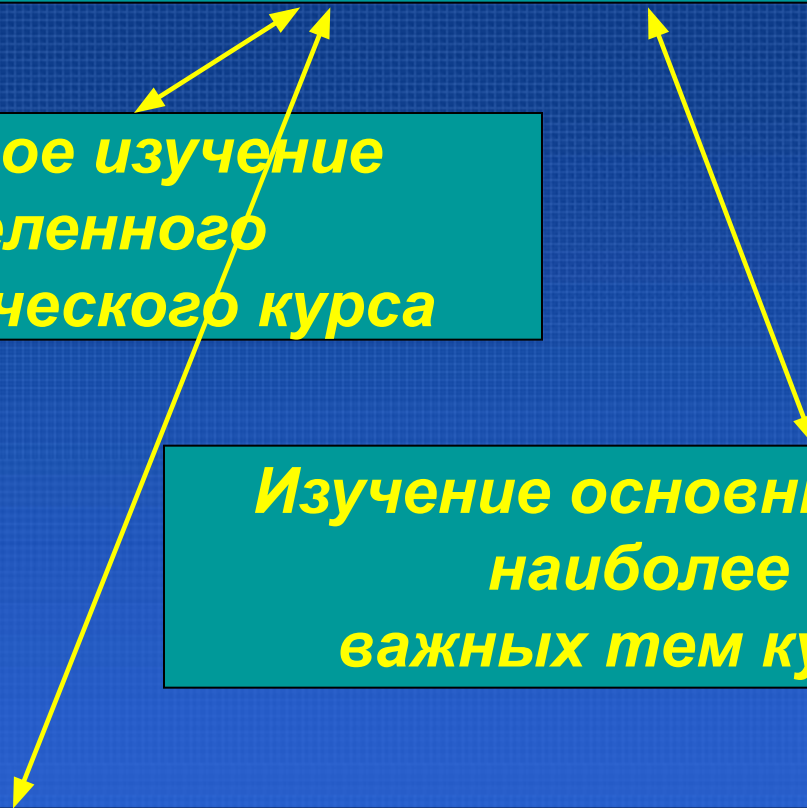 ое изучение
еленного
ческого курса
Изучение основн
наиболее
важных тем ку